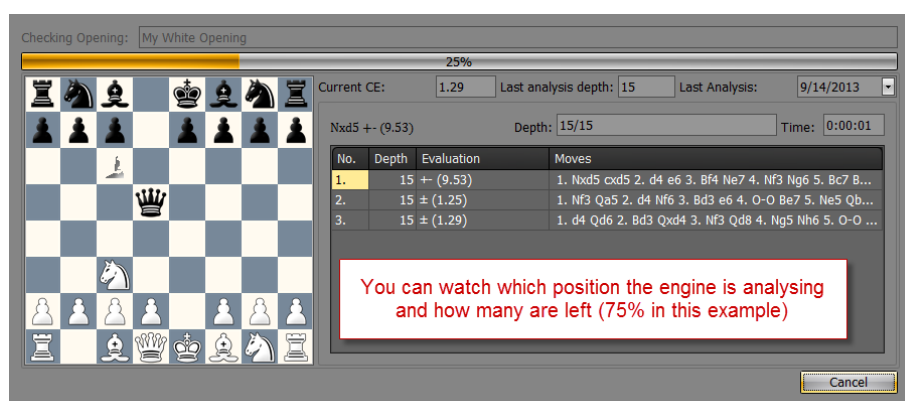 Checking Opening: My White Opening
25%
Current CE: 1.29 Last analysis depth: 15 Last Analysis: 9/14/2013
Nxd5 +- (9.53) Depth: 15/15 Time: 0:00:01
No. Depth Evaluation Moves
1. 15 +- (9.53) 1. Nxd5 cxd5 2. d4 e6 3. Bf4 Ne7 4. Nf3 Ng6 5. Bc7 B...
2. 15 ± (1.25) 1. Nf3 Qa5 2. d4 Nf6 3. Bd3 e6 4. O-O Be7 5. Ne5 Qb...
3. 15 ± (1.29) 1. d4 Qd6 2. Bd3 Qxd4 3. Nf3 Qd8 4. Ng5 Nh6 5. O-O ...
You can watch which position the engine is analysing
and how many are left (75% in this example)
Cancel